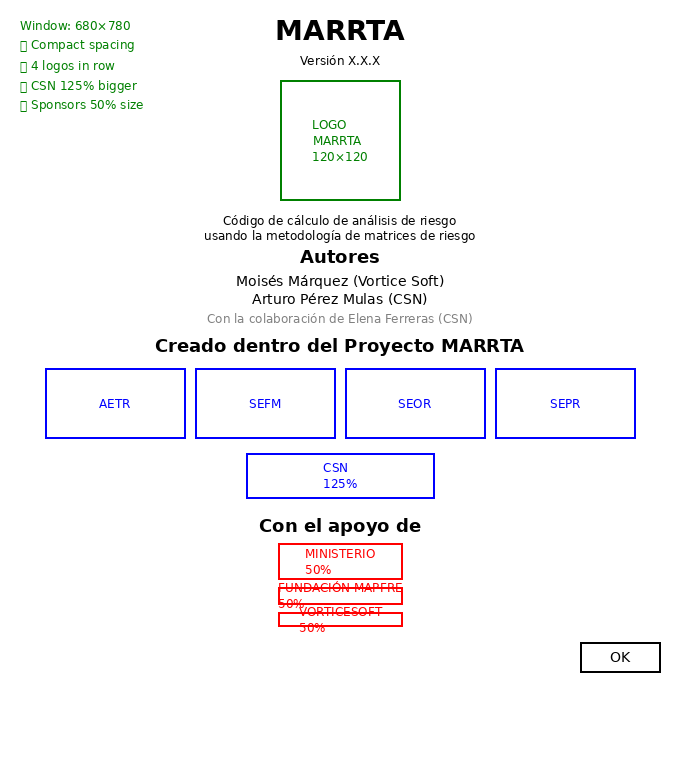 Window: 680×780
Compact spacing
4 logos in row
CSN 125% bigger
Sponsors 50% size
MARRTA
Versión X.X.X
LOGO
MARRTA
120×120
Código de cálculo de análisis de riesgo
usando la metodología de matrices de riesgo
Autores
Moisés Márquez (Vortice Soft)
Arturo Pérez Mulas (CSN)
Con la colaboración de Elena Ferreras (CSN)
Creado dentro del Proyecto MARRTA
AETR
SEFM
SEOR
SEPR
CSN
125%
Con el apoyo de
MINISTERIO
50%
FUNDACIÓN MAPFRE
50%
VORTICESOFT
50%
OK